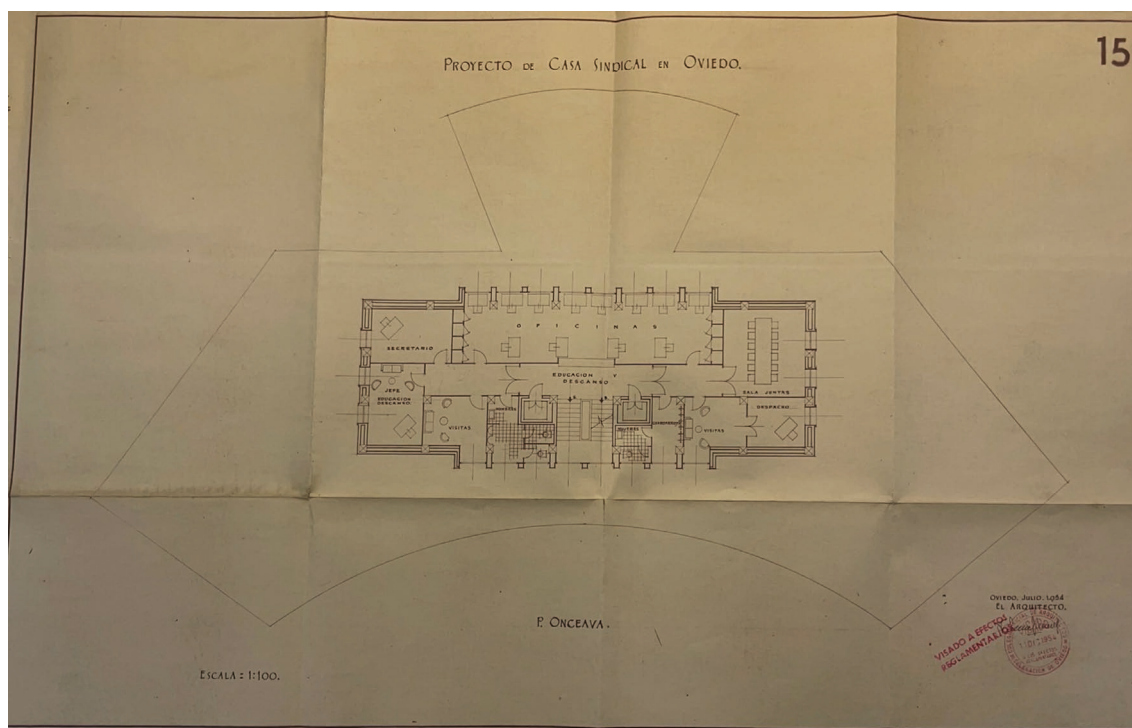 15
PROYECTO DE CASA SINDICAL EN OVIEDO.
OFICINAS
SECRETARIO
EDUCACION Y
DESCANSO
JEFE
EDUCACION
DESCANSO
SALA JUNTAS
DESPACHO
VISITAS
VISITAS
OVIEDO, JULIO, 1954
EL ARQUITECTO,
VISADO A EFECTOS
REGLAMENTARIOS
P. ONCEAVA.
ESCALA = 1:100.